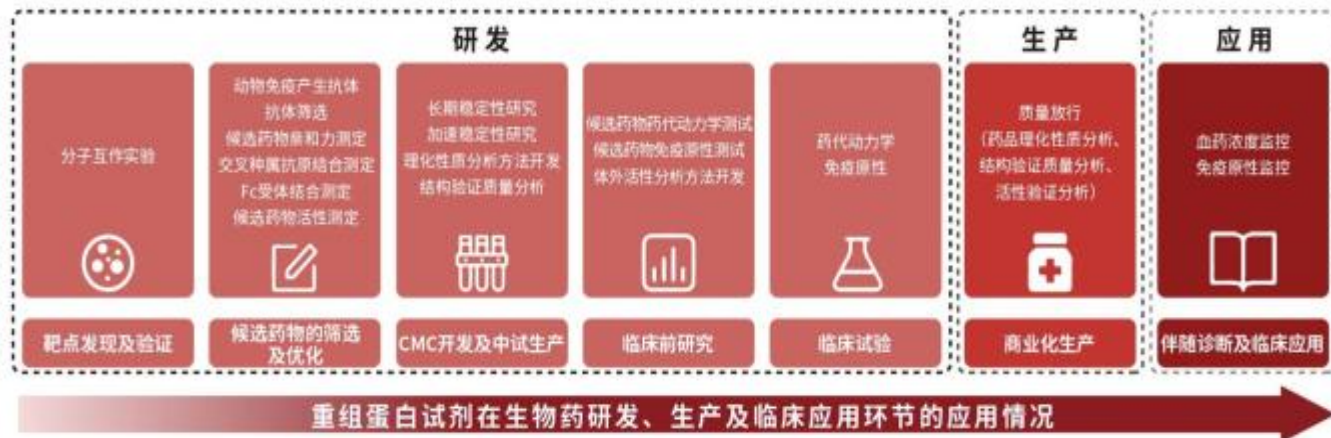 研发
生产
应用
分子互作实验
动物免疫产生抗体
抗体筛选
候选药物亲和力测定
交叉种属抗原结合测定
Fc受体结合测定
候选药物活性测定
长期稳定性研究
加速稳定性研究
理化性质分析方法开发
结构验证质量分析
候选药物药代动力学测试
候选药物免疫原性测试
体外活性分析方法开发
药代动力学
免疫原性
质量放行
（药品理化性质分析、
结构验证质量分析、
活性验证分析）
血药浓度监控
免疫原性监控
靶点发现及验证
候选药物的筛选
及优化
CMC开发及中试生产
临床前研究
临床试验
商业化生产
伴随诊断及临床应用
重组蛋白试剂在生物药研发、生产及临床应用环节的应用情况